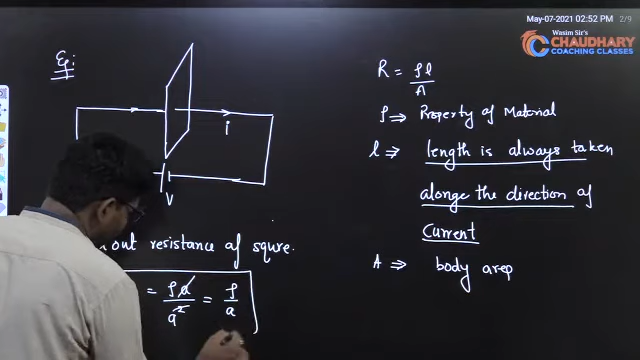 May-07-2021 02:52 PM 2/9
Wasim Sir's
CHAUDHARY
COACHING CLASSES
Eg:
i
V
out resistance of squre.
= ρa/a² = ρ/a
R = ρl/A
ρ ⇒ Property of Material
l ⇒ length is always taken
alonge the direction of
Current
A ⇒ body area